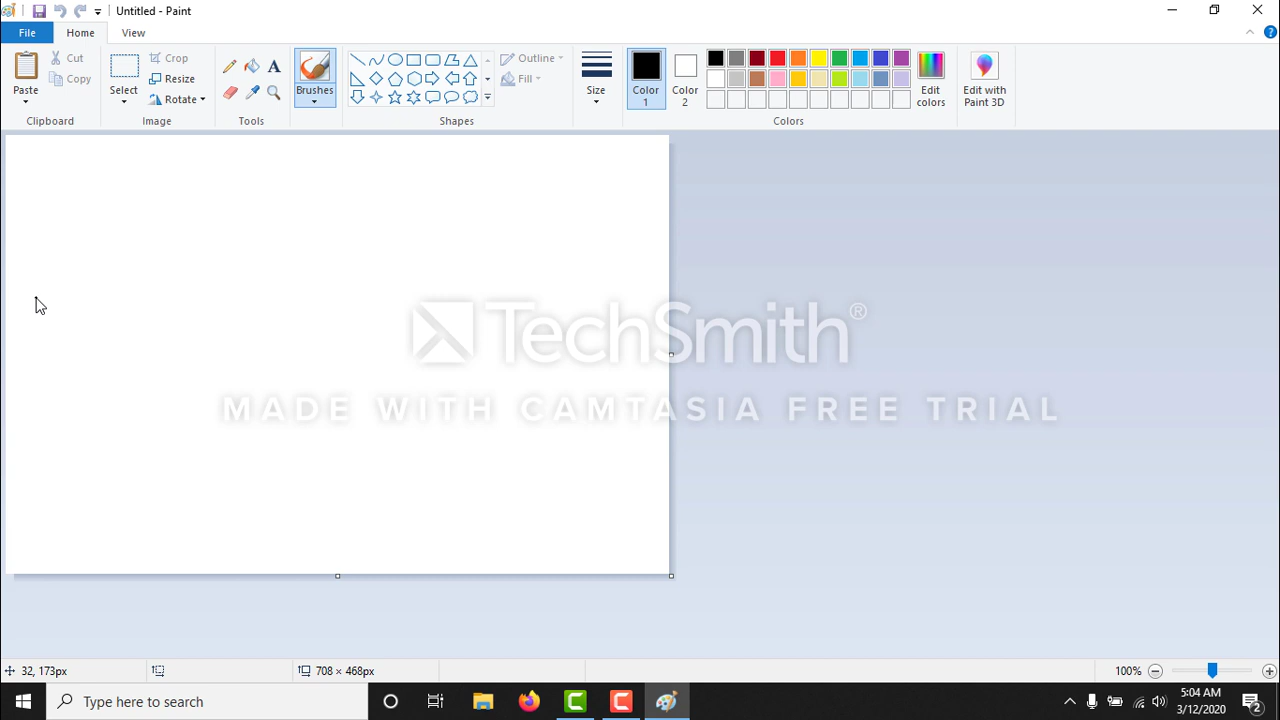 Untitled - Paint
File Home View
Paste
Cut
Copy
Clipboard
Select
Crop
Resize
Rotate
Image
A
Tools
Brushes
Shapes
Outline
Fill
Size
Color 1
Color 2
Colors
Edit colors
Edit with Paint 3D
TechSmith®
MADE WITH CAMTASIA FREE TRIAL
32, 173px
708 × 468px
100%
Type here to search
5:04 AM
3/12/2020
2